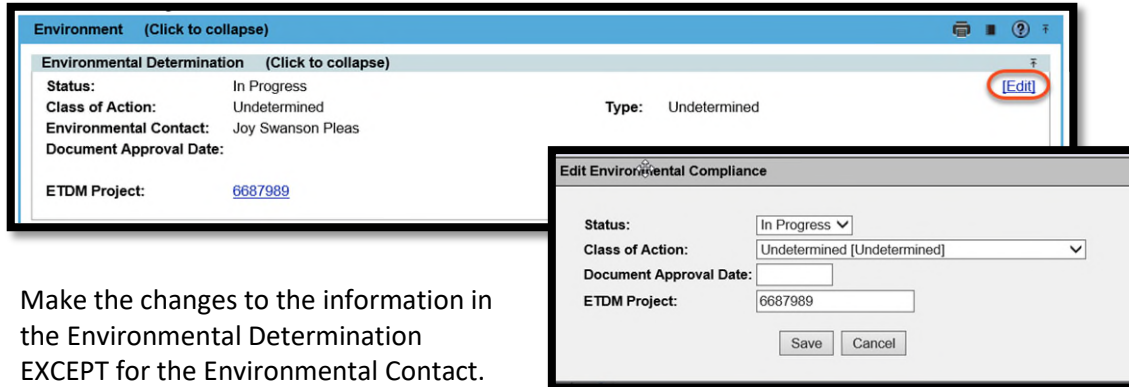 Environment (Click to collapse)
Environmental Determination (Click to collapse)
Status: In Progress [Edit]
Class of Action: Undetermined Type: Undetermined
Environmental Contact: Joy Swanson Pleas
Document Approval Date:
ETDM Project: 6687989
Edit Environmental Compliance
Status: In Progress
Class of Action: Undetermined [Undetermined]
Document Approval Date:
ETDM Project: 6687989
Save Cancel
Make the changes to the information in
the Environmental Determination
EXCEPT for the Environmental Contact.